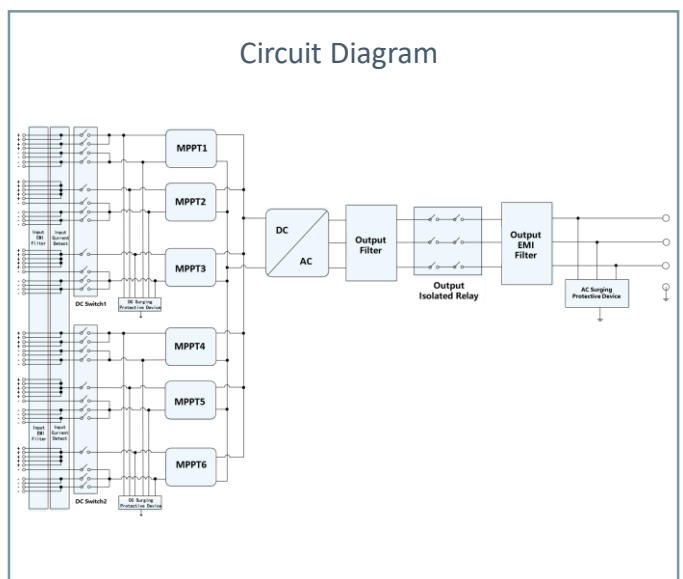 Circuit Diagram
MPPT1
MPPT2
MPPT3
Input
EMI
Filter
Input
Current
Detect
DC Switch1
DC Surging
Protective Device
DC
AC
Output
Filter
Output
Isolated Relay
Output
EMI
Filter
AC Surging
Protective Device
MPPT4
MPPT5
MPPT6
Input
EMI
Filter
Input
Current
Detect
DC Switch2
DC Surging
Protective Device